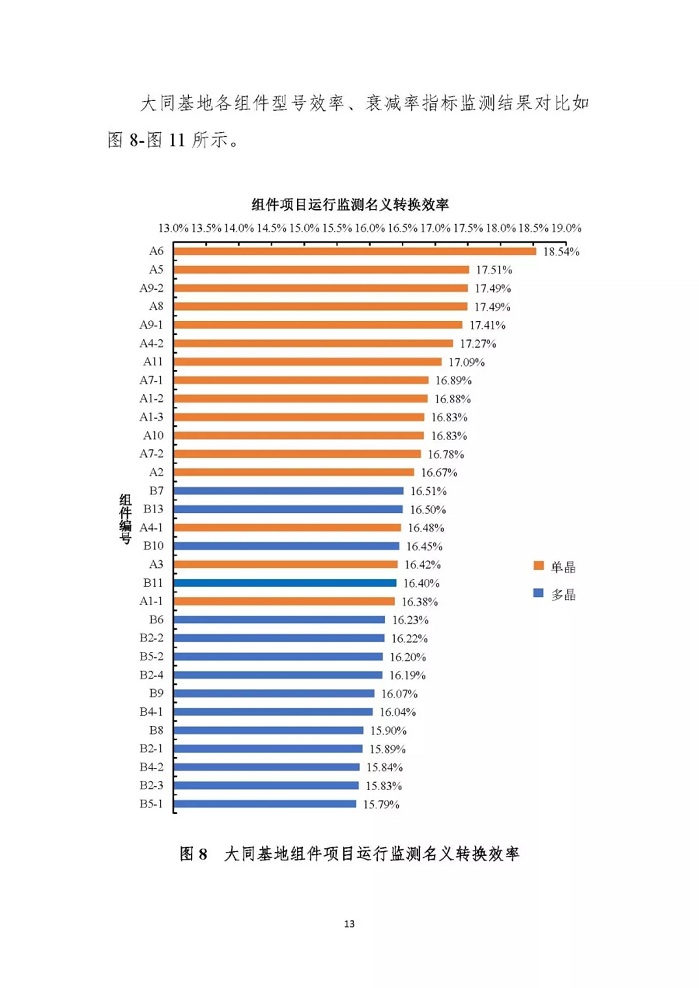 大同基地各组件型号效率、衰减率指标监测结果对比如
图 8-图 11 所示。
组件项目运行监测名义转换效率
13.0% 13.5% 14.0% 14.5% 15.0% 15.5% 16.0% 16.5% 17.0% 17.5% 18.0% 18.5% 19.0%
A6 18.54%
A5 17.51%
A9-2 17.49%
A8 17.49%
A9-1 17.41%
A4-2 17.27%
A11 17.09%
A7-1 16.89%
A1-2 16.88%
A1-3 16.83%
A10 16.83%
A7-2 16.78%
A2 16.67%
B7 16.51%
B13 16.50%
A4-1 16.48%
B10 16.45%
A3 16.42%
B11 16.40%
A1-1 16.38%
B6 16.23%
B2-2 16.22%
B5-2 16.20%
B2-4 16.19%
B9 16.07%
B4-1 16.04%
B8 15.90%
B2-1 15.89%
B4-2 15.84%
B2-3 15.83%
B5-1 15.79%
组件编号
单晶
多晶
图 8 大同基地组件项目运行监测名义转换效率
13